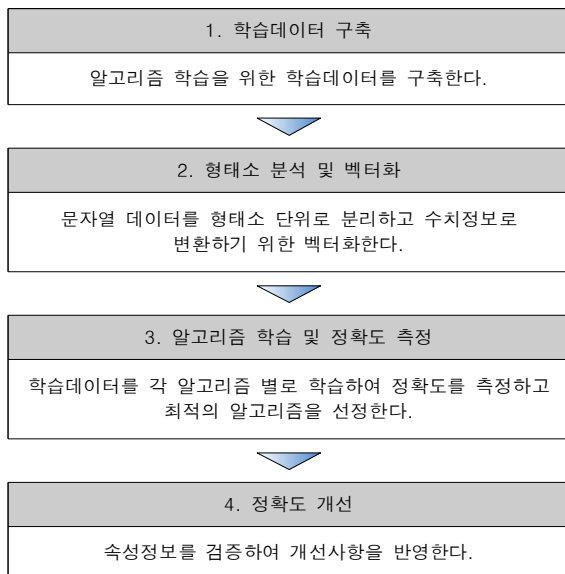 1. 학습데이터 구축
알고리즘 학습을 위한 학습데이터를 구축한다.
2. 형태소 분석 및 벡터화
문자열 데이터를 형태소 단위로 분리하고 수치정보로
변환하기 위한 벡터화한다.
3. 알고리즘 학습 및 정확도 측정
학습데이터를 각 알고리즘 별로 학습하여 정확도를 측정하고
최적의 알고리즘을 선정한다.
4. 정확도 개선
속성정보를 검증하여 개선사항을 반영한다.